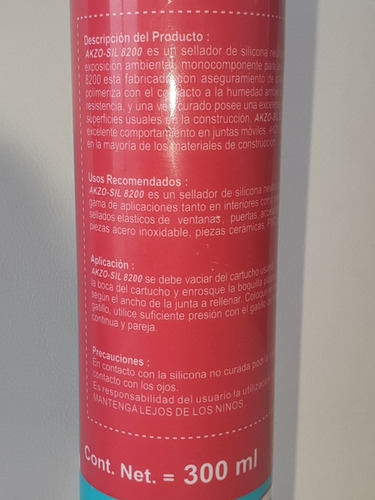 Descripción del Producto :
AKZO-SIL 8200 es un sellador de silicona neutra
exposición ambiental, monocomponente para
8200 está fabricado con aseguramiento de
polimeriza con el contacto a la humedad
resistencia, y una vez curado posee una excelente
superficies usuales en la construcción.
excelente comportamiento en juntas móviles.
en la mayoría de los materiales de construcción
Usos Recomendados :
AKZO-SIL 8200 es un sellador de silicona
gama de aplicaciones tanto en interiores
sellados elásticos de ventanas, puertas,
piezas acero inoxidable, piezas cerámicas,
Aplicación :
AKZO-SIL 8200 se debe vaciar del cartucho
la boca del cartucho y enrosque la boquilla
según el ancho de la junta a rellenar.
gatillo, utilice suficiente presión con el gatillo
continua y pareja.
Precauciones :
En contacto con la silicona no curada
contacto con los ojos.
Es responsabilidad del usuario la
MANTENGA LEJOS DE LOS NINOS.
Cont. Net. = 300 ml